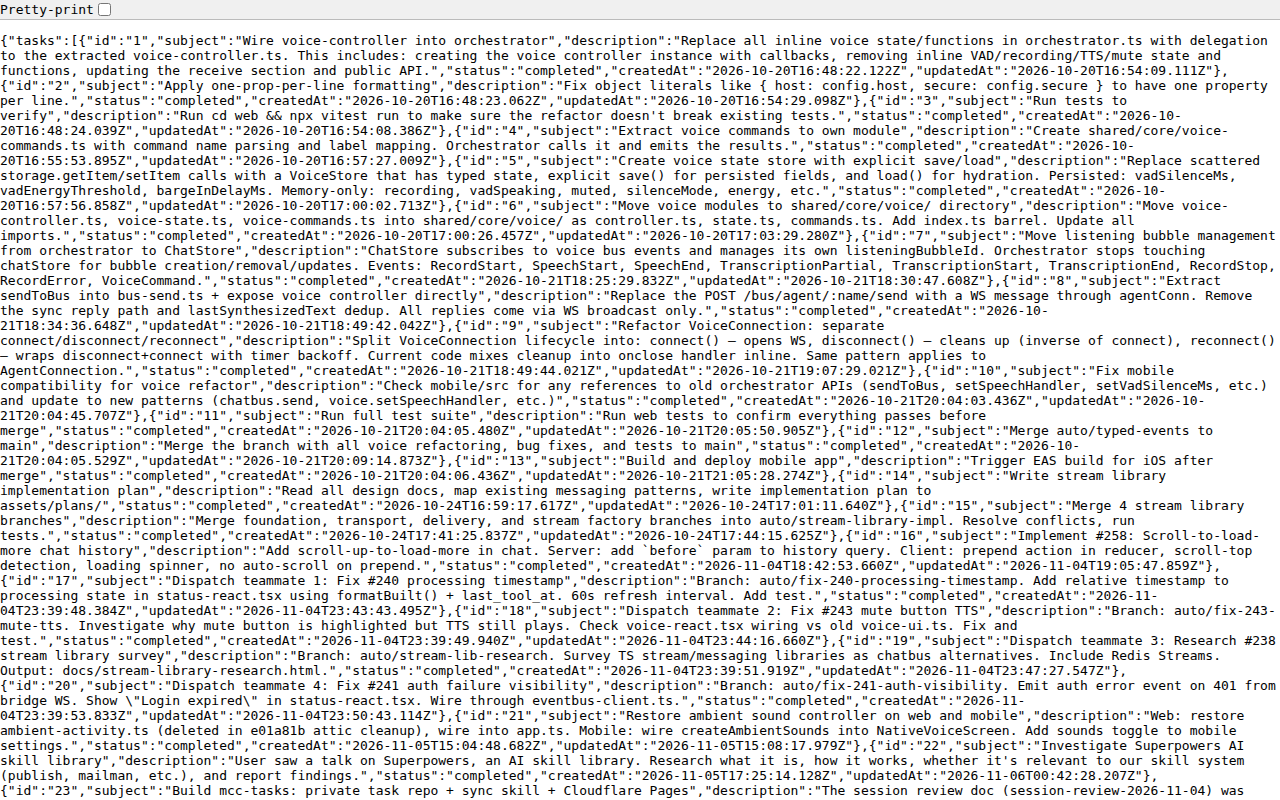 Pretty-print
{"tasks":[{"id":"1","subject":"Wire voice-controller into orchestrator","description":"Replace all inline voice state/functions in orchestrator.ts with delegation
to the extracted voice-controller.ts. This includes: creating the voice controller instance with callbacks, removing inline VAD/recording/TTS/mute state and
functions, updating the receive section and public API.","status":"completed","createdAt":"2026-10-20T16:48:22.122Z","updatedAt":"2026-10-20T16:54:09.111Z"},
{"id":"2","subject":"Apply one-prop-per-line formatting","description":"Fix object literals like { host: config.host, secure: config.secure } to have one property
per line.","status":"completed","createdAt":"2026-10-20T16:48:23.062Z","updatedAt":"2026-10-20T16:54:29.098Z"},{"id":"3","subject":"Run tests to
verify","description":"Run cd web && npx vitest run to make sure the refactor doesn't break existing tests.","status":"completed","createdAt":"2026-10-
20T16:48:24.039Z","updatedAt":"2026-10-20T16:54:08.386Z"},{"id":"4","subject":"Extract voice commands to own module","description":"Create shared/core/voice-
commands.ts with command name parsing and label mapping. Orchestrator calls it and emits the results.","status":"completed","createdAt":"2026-10-
20T16:55:53.895Z","updatedAt":"2026-10-20T16:57:27.009Z"},{"id":"5","subject":"Create voice state store with explicit save/load","description":"Replace scattered
storage.getItem/setItem calls with a VoiceStore that has typed state, explicit save() for persisted fields, and load() for hydration. Persisted: vadSilenceMs,
vadEnergyThreshold, bargeInDelayMs. Memory-only: recording, vadSpeaking, muted, silenceMode, energy, etc.","status":"completed","createdAt":"2026-10-
20T16:57:56.858Z","updatedAt":"2026-10-20T17:00:02.713Z"},{"id":"6","subject":"Move voice modules to shared/core/voice/ directory","description":"Move voice-
controller.ts, voice-state.ts, voice-commands.ts into shared/core/voice/ as controller.ts, state.ts, commands.ts. Add index.ts barrel. Update all
imports.","status":"completed","createdAt":"2026-10-20T17:00:26.457Z","updatedAt":"2026-10-20T17:03:29.280Z"},{"id":"7","subject":"Move listening bubble management
from orchestrator to ChatStore","description":"ChatStore subscribes to voice bus events and manages its own listeningBubbleId. Orchestrator stops touching
chatStore for bubble creation/removal/updates. Events: RecordStart, SpeechStart, SpeechEnd, TranscriptionPartial, TranscriptionStart, TranscriptionEnd, RecordStop,
RecordError, VoiceCommand.","status":"completed","createdAt":"2026-10-21T18:25:29.832Z","updatedAt":"2026-10-21T18:30:47.608Z"},{"id":"8","subject":"Extract
sendToBus into bus-send.ts + expose voice controller directly","description":"Replace the POST /bus/agent/:name/send with a WS message through agentConn. Remove
the sync reply path and lastSynthesizedText dedup. All replies come via WS broadcast only.","status":"completed","createdAt":"2026-10-
21T18:34:36.648Z","updatedAt":"2026-10-21T18:49:42.042Z"},{"id":"9","subject":"Refactor VoiceConnection: separate
connect/disconnect/reconnect","description":"Split VoiceConnection lifecycle into: connect() — opens WS, disconnect() — cleans up (inverse of connect), reconnect()
— wraps disconnect+connect with timer backoff. Current code mixes cleanup into onclose handler inline. Same pattern applies to
AgentConnection.","status":"completed","createdAt":"2026-10-21T18:49:44.021Z","updatedAt":"2026-10-21T19:07:29.021Z"},{"id":"10","subject":"Fix mobile
compatibility for voice refactor","description":"Check mobile/src for any references to old orchestrator APIs (sendToBus, setSpeechHandler, setVadSilenceMs, etc.)
and update to new patterns (chatbus.send, voice.setSpeechHandler, etc.)","status":"completed","createdAt":"2026-10-21T20:04:03.436Z","updatedAt":"2026-10-
21T20:04:45.707Z"},{"id":"11","subject":"Run full test suite","description":"Run web tests to confirm everything passes before
merge","status":"completed","createdAt":"2026-10-21T20:04:05.480Z","updatedAt":"2026-10-21T20:05:50.905Z"},{"id":"12","subject":"Merge auto/typed-events to
main","description":"Merge the branch with all voice refactoring, bug fixes, and tests to main","status":"completed","createdAt":"2026-10-
21T20:04:05.529Z","updatedAt":"2026-10-21T20:09:14.873Z"},{"id":"13","subject":"Build and deploy mobile app","description":"Trigger EAS build for iOS after
merge","status":"completed","createdAt":"2026-10-21T20:04:06.436Z","updatedAt":"2026-10-21T21:05:28.274Z"},{"id":"14","subject":"Write stream library
implementation plan","description":"Read all design docs, map existing messaging patterns, write implementation plan to
assets/plans/","status":"completed","createdAt":"2026-10-24T16:59:17.617Z","updatedAt":"2026-10-24T17:01:11.640Z"},{"id":"15","subject":"Merge 4 stream library
branches","description":"Merge foundation, transport, delivery, and stream factory branches into auto/stream-library-impl. Resolve conflicts, run
tests.","status":"completed","createdAt":"2026-10-24T17:41:25.837Z","updatedAt":"2026-10-24T17:44:15.625Z"},{"id":"16","subject":"Implement #258: Scroll-to-load-
more chat history","description":"Add scroll-up-to-load-more in chat. Server: add `before` param to history query. Client: prepend action in reducer, scroll-top
detection, loading spinner, no auto-scroll on prepend.","status":"completed","createdAt":"2026-11-04T18:42:53.660Z","updatedAt":"2026-11-04T19:05:47.859Z"},
{"id":"17","subject":"Dispatch teammate 1: Fix #240 processing timestamp","description":"Branch: auto/fix-240-processing-timestamp. Add relative timestamp to
processing state in status-react.tsx using formatBuilt() + last_tool_at. 60s refresh interval. Add test.","status":"completed","createdAt":"2026-11-
04T23:39:48.384Z","updatedAt":"2026-11-04T23:43:43.495Z"},{"id":"18","subject":"Dispatch teammate 2: Fix #243 mute button TTS","description":"Branch: auto/fix-243-
mute-tts. Investigate why mute button is highlighted but TTS still plays. Check voice-react.tsx wiring vs old voice-ui.ts. Fix and
test.","status":"completed","createdAt":"2026-11-04T23:39:49.940Z","updatedAt":"2026-11-04T23:44:16.660Z"},{"id":"19","subject":"Dispatch teammate 3: Research #238
stream library survey","description":"Branch: auto/stream-lib-research. Survey TS stream/messaging libraries as chatbus alternatives. Include Redis Streams.
Output: docs/stream-library-research.html.","status":"completed","createdAt":"2026-11-04T23:39:51.919Z","updatedAt":"2026-11-04T23:47:27.547Z"},
{"id":"20","subject":"Dispatch teammate 4: Fix #241 auth failure visibility","description":"Branch: auto/fix-241-auth-visibility. Emit auth error event on 401 from
bridge WS. Show \"Login expired\" in status-react.tsx. Wire through eventbus-client.ts.","status":"completed","createdAt":"2026-11-
04T23:39:53.833Z","updatedAt":"2026-11-04T23:50:43.114Z"},{"id":"21","subject":"Restore ambient sound controller on web and mobile","description":"Web: restore
ambient-activity.ts (deleted in e01a81b attic cleanup), wire into app.ts. Mobile: wire createAmbientSounds into NativeVoiceScreen. Add sounds toggle to mobile
settings.","status":"completed","createdAt":"2026-11-05T15:04:48.682Z","updatedAt":"2026-11-05T15:08:17.979Z"},{"id":"22","subject":"Investigate Superpowers AI
skill library","description":"User saw a talk on Superpowers, an AI skill library. Research what it is, how it works, whether it's relevant to our skill system
(publish, mailman, etc.), and report findings.","status":"completed","createdAt":"2026-11-05T17:25:14.128Z","updatedAt":"2026-11-06T00:42:28.207Z"},
{"id":"23","subject":"Build mcc-tasks: private task repo + sync skill + Cloudflare Pages","description":"The session review doc (session-review-2026-11-04) was